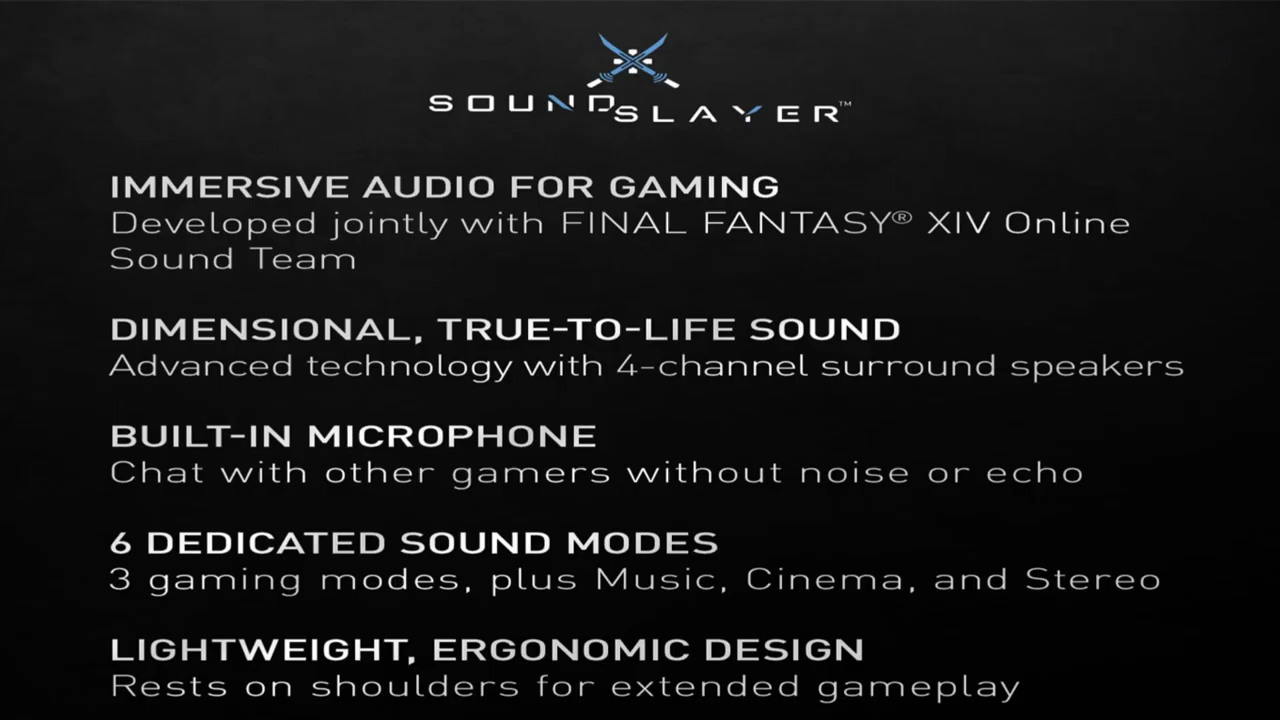 SOUNDSLAYER™
IMMERSIVE AUDIO FOR GAMING
Developed jointly with FINAL FANTASY® XIV Online
Sound Team
DIMENSIONAL, TRUE-TO-LIFE SOUND
Advanced technology with 4-channel surround speakers
BUILT-IN MICROPHONE
Chat with other gamers without noise or echo
6 DEDICATED SOUND MODES
3 gaming modes, plus Music, Cinema, and Stereo
LIGHTWEIGHT, ERGONOMIC DESIGN
Rests on shoulders for extended gameplay